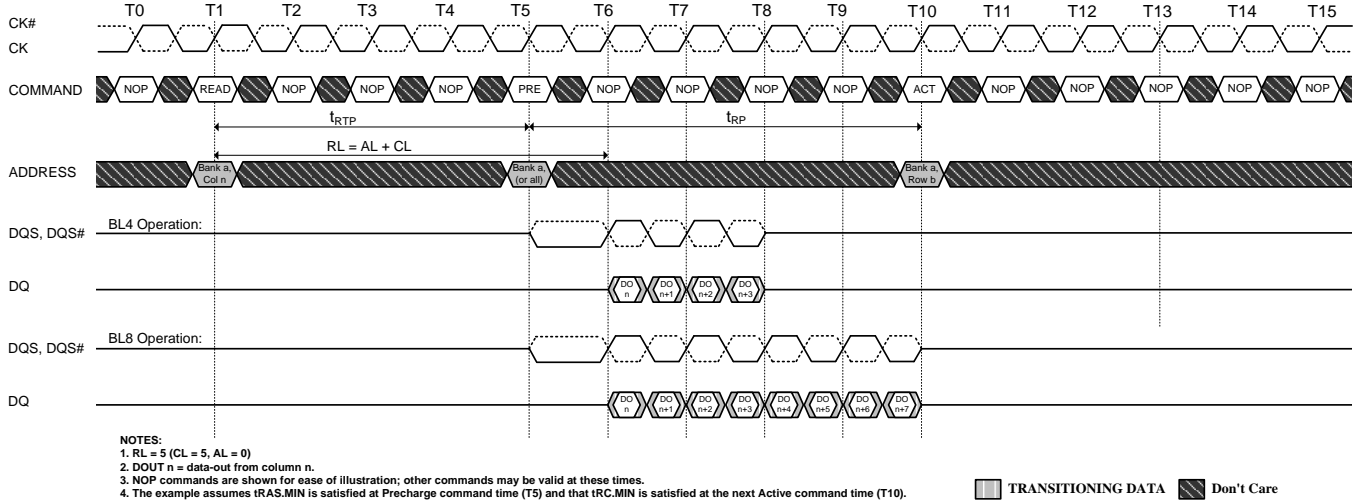 T0 T1 T2 T3 T4 T5 T6 T7 T8 T9 T10 T11 T12 T13 T14 T15
CK#
CK
COMMAND NOP READ NOP NOP NOP PRE NOP NOP NOP NOP ACT NOP NOP NOP NOP NOP
tRTP tRP
RL = AL + CL
ADDRESS
Bank a, Bank a, Bank a,
Col n (or all) Row b
BL4 Operation:
DQS, DQS#
DQ
DO DO DO DO
n n+1 n+2 n+3
BL8 Operation:
DQS, DQS#
DQ
DO DO DO DO DO DO DO DO
n n+1 n+2 n+3 n+4 n+5 n+6 n+7
NOTES:
1. RL = 5 (CL = 5, AL = 0)
2. DOUT n = data-out from column n.
3. NOP commands are shown for ease of illustration; other commands may be valid at these times.
4. The example assumes tRAS.MIN is satisfied at Precharge command time (T5) and that tRC.MIN is satisfied at the next Active command time (T10).
TRANSITIONING DATA Don't Care